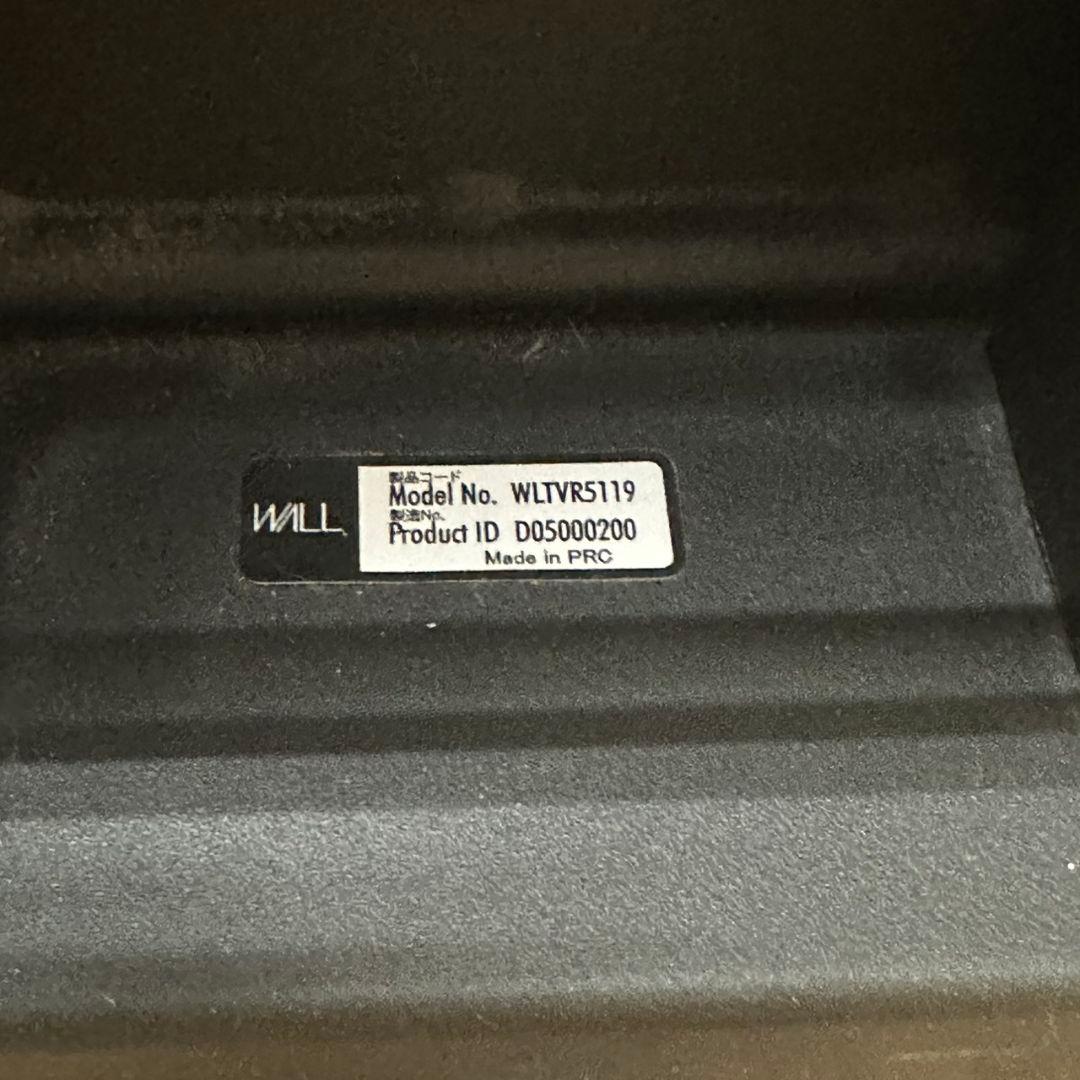 WALL
製品コード
Model No. WLTVR5119
製造No.
Product ID D05000200
Made in PRC